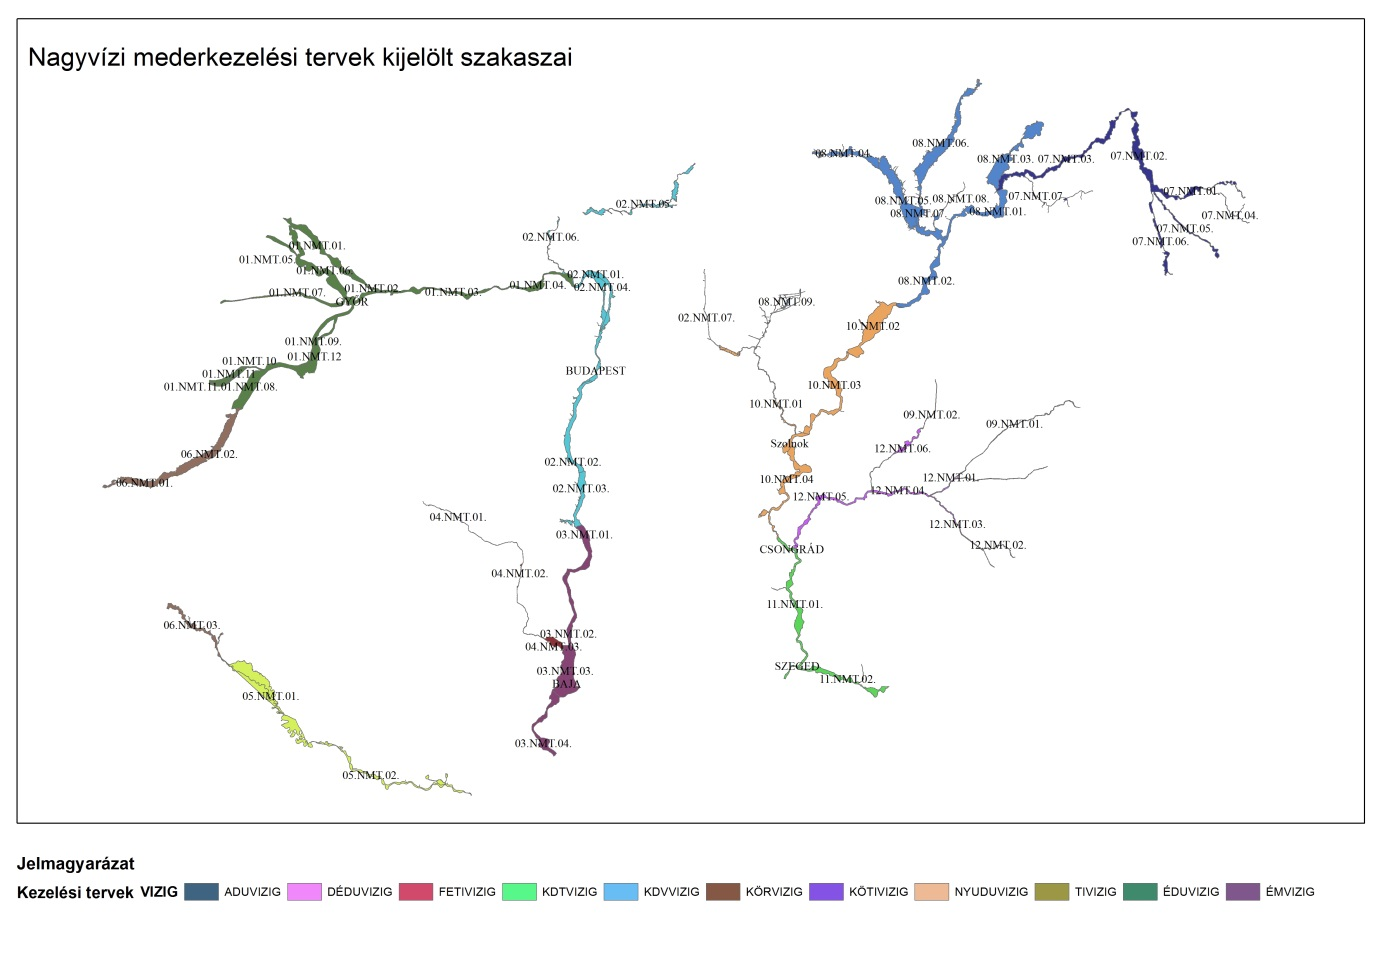 Nagyvízi mederkezelési tervek kijelölt szakaszai
08.NMT.06.
08.NMT.04.
08.NMT.03.
07.NMT.03.
07.NMT.02.
07.NMT.01.
07.NMT.07.
08.NMT.05.
08.NMT.08.
08.NMT.07.
08.NMT.01.
07.NMT.04.
07.NMT.05.
07.NMT.06.
02.NMT.05.
02.NMT.06.
01.NMT.01.
01.NMT.05.
01.NMT.06.
02.NMT.01.
08.NMT.02.
01.NMT.04.
02.NMT.04.
01.NMT.07.
01.NMT.02
01.NMT.03.
GYŐR
08.NMT.09.
02.NMT.07.
10.NMT.02
01.NMT.09.
01.NMT.12
01.NMT.10
01.NMT.11
01.NMT.11.
01.NMT.08.
BUDAPEST
10.NMT.03
10.NMT.01
09.NMT.02.
09.NMT.01.
Szolnok
12.NMT.06.
06.NMT.02.
02.NMT.02.
06.NMT.01.
02.NMT.03.
10.NMT.04
12.NMT.01.
12.NMT.04.
12.NMT.05.
04.NMT.01.
03.NMT.01.
12.NMT.03.
12.NMT.02.
CSONGRÁD
04.NMT.02.
11.NMT.01.
06.NMT.03.
03.NMT.02.
04.NMT.03.
03.NMT.03.
BAJA
SZEGED
11.NMT.02.
05.NMT.01.
03.NMT.04.
05.NMT.02.
Jelmagyarázat
Kezelési tervek VIZIG ADUVIZIG DÉDUVIZIG FETIVIZIG KDTVIZIG KDVVIZIG KÖRVIZIG KÖTIVIZIG NYUDUVIZIG TIVIZIG ÉDUVIZIG ÉMVIZIG